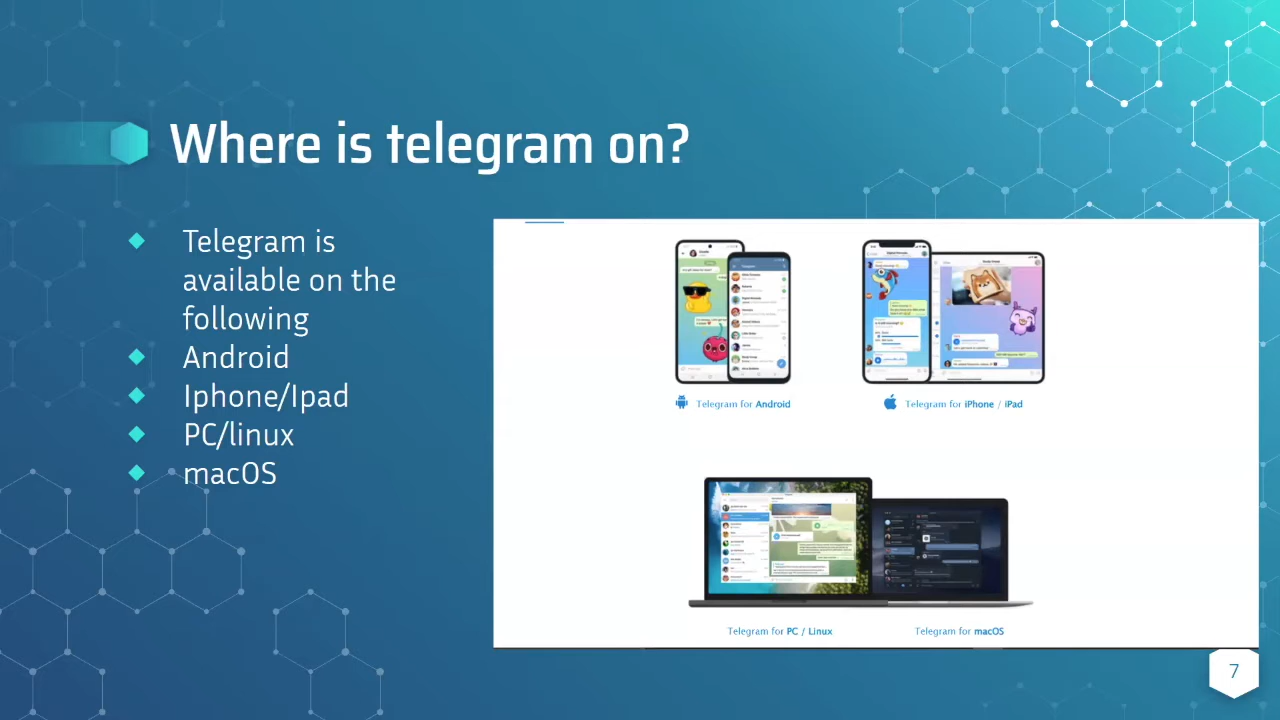 Where is telegram on?
Telegram is
available on the
following
Android
Iphone/Ipad
PC/linux
macOS
Telegram for Android
Telegram for iPhone / iPad
Telegram for PC / Linux
Telegram for macOS
7